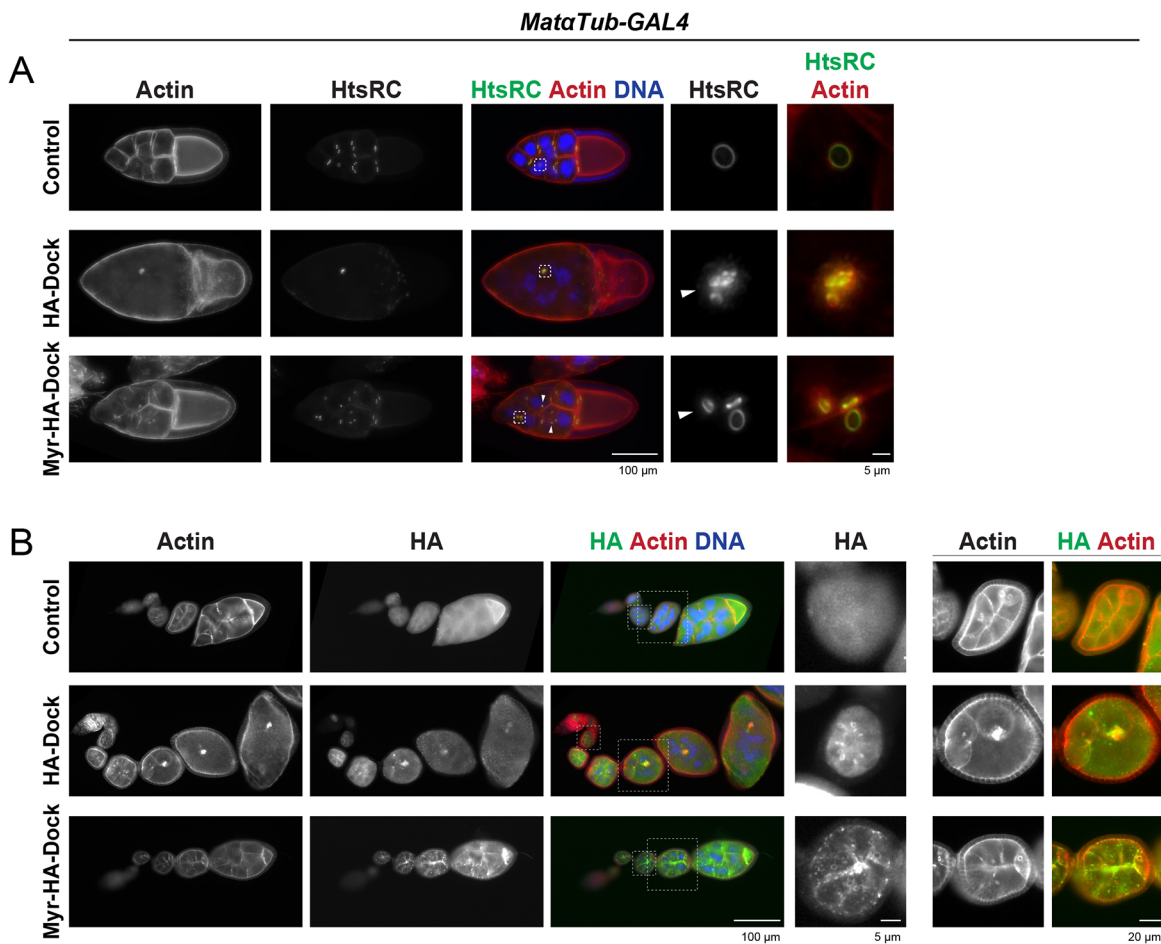 MatαTub-GAL4
A
HtsRC
Actin HtsRC HtsRC Actin DNA HtsRC Actin
Control
HA-Dock
Myr-HA-Dock
100 µm 5 µm
B
Actin HA HA Actin DNA HA Actin HA Actin
Control
HA-Dock
Myr-HA-Dock
100 µm 5 µm 20 µm